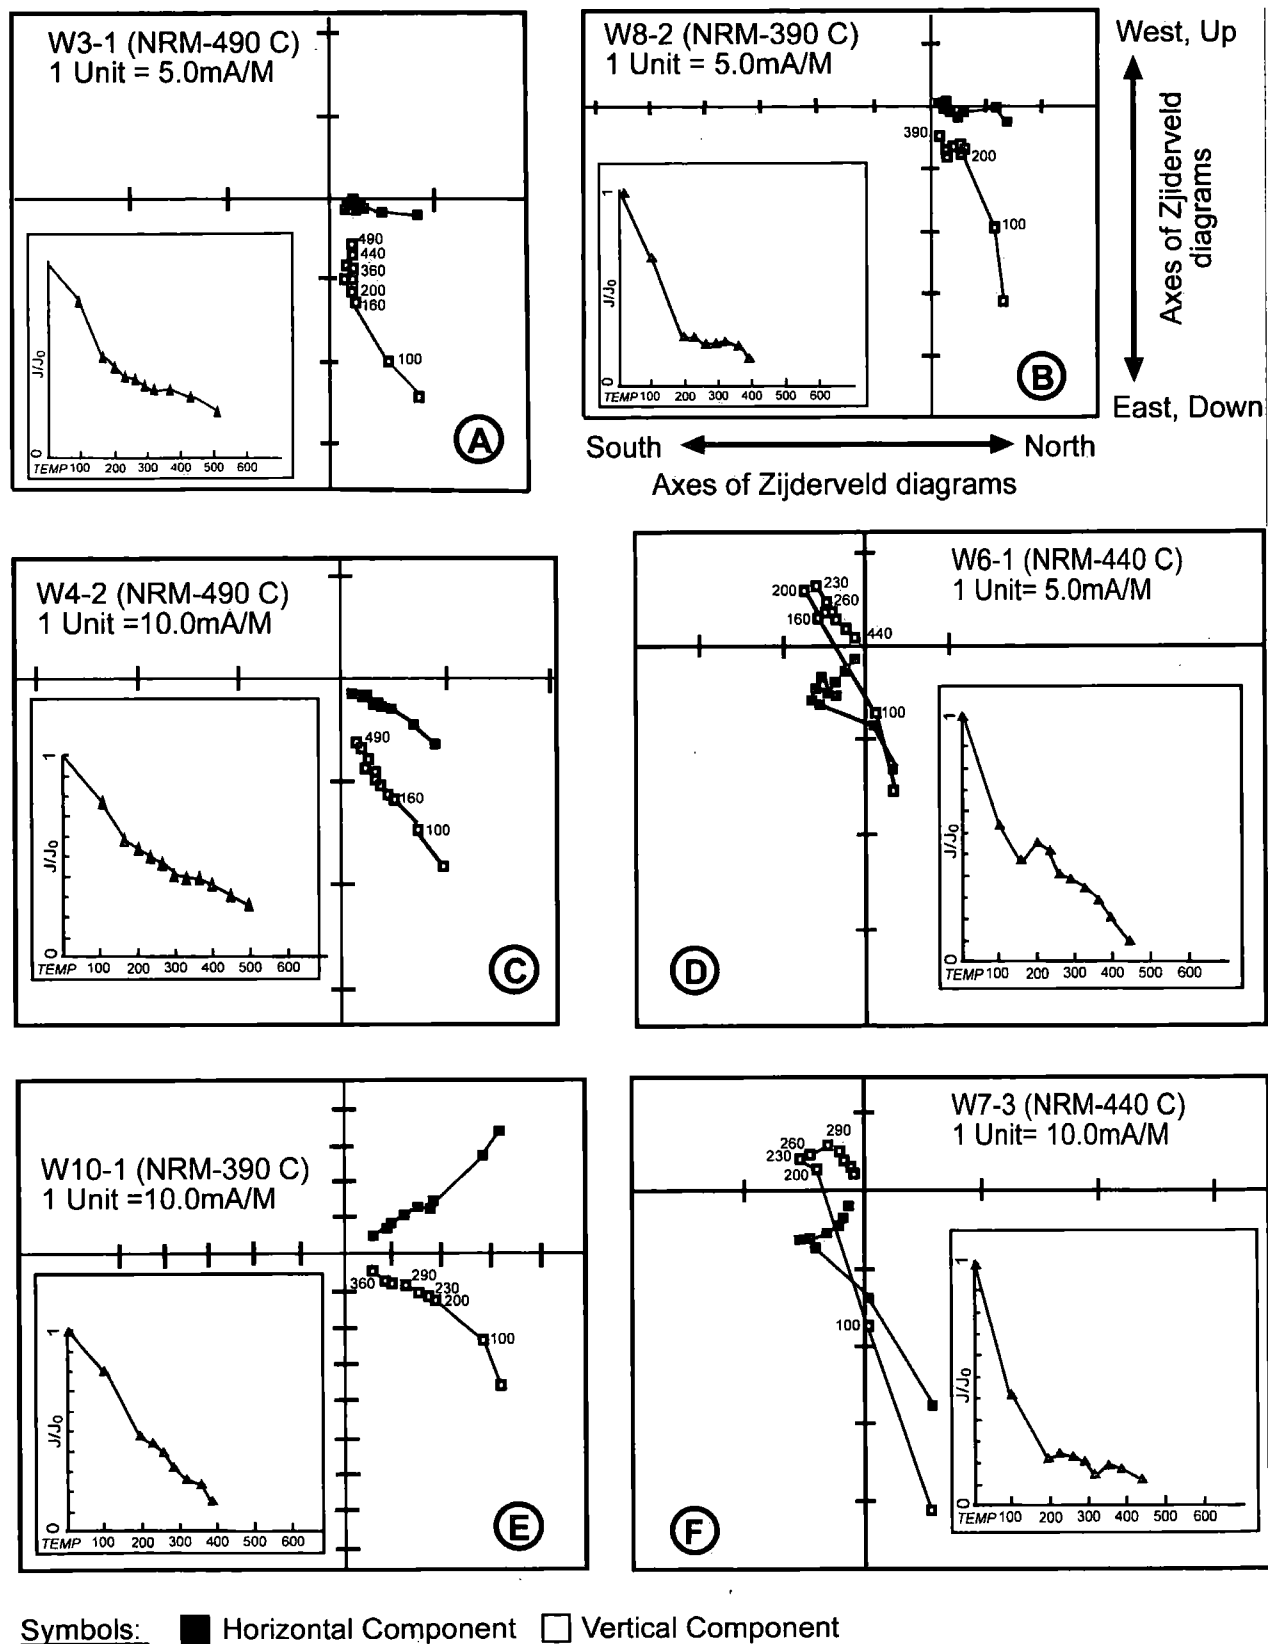 W3-1 (NRM-490 C)
1 Unit = 5.0mA/M
490
440
360
200
160
100
J/J0
0
TEMP 100 200 300 400 500 600
A
W8-2 (NRM-390 C)
1 Unit = 5.0mA/M
390
200
100
1
J/J0
0
TEMP 100 200 300 400 500 600
B
West, Up
Axes of Zjiderveld
diagrams
East, Down
South
North
Axes of Zijderveld diagrams
W4-2 (NRM-490 C)
1 Unit =10.0mA/M
490
160
100
1
J/J0
0
TEMP 100 200 300 400 500 600
C
W6-1 (NRM-440 C)
1 Unit= 5.0mA/M
200
230
260
160
440
100
1
J/J0
0
TEMP 100 200 300 400 500 600
D
W10-1 (NRM-390 C)
1 Unit =10.0mA/M
360
290
230
200
100
1
J/J0
0
TEMP 100 200 300 400 500 600
E
W7-3 (NRM-440 C)
1 Unit= 10.0mA/M
290
260
230
200
100
1
J/J0
0
TEMP 100 200 300 400 500 600
F
Symbols: Horizontal Component Vertical Component